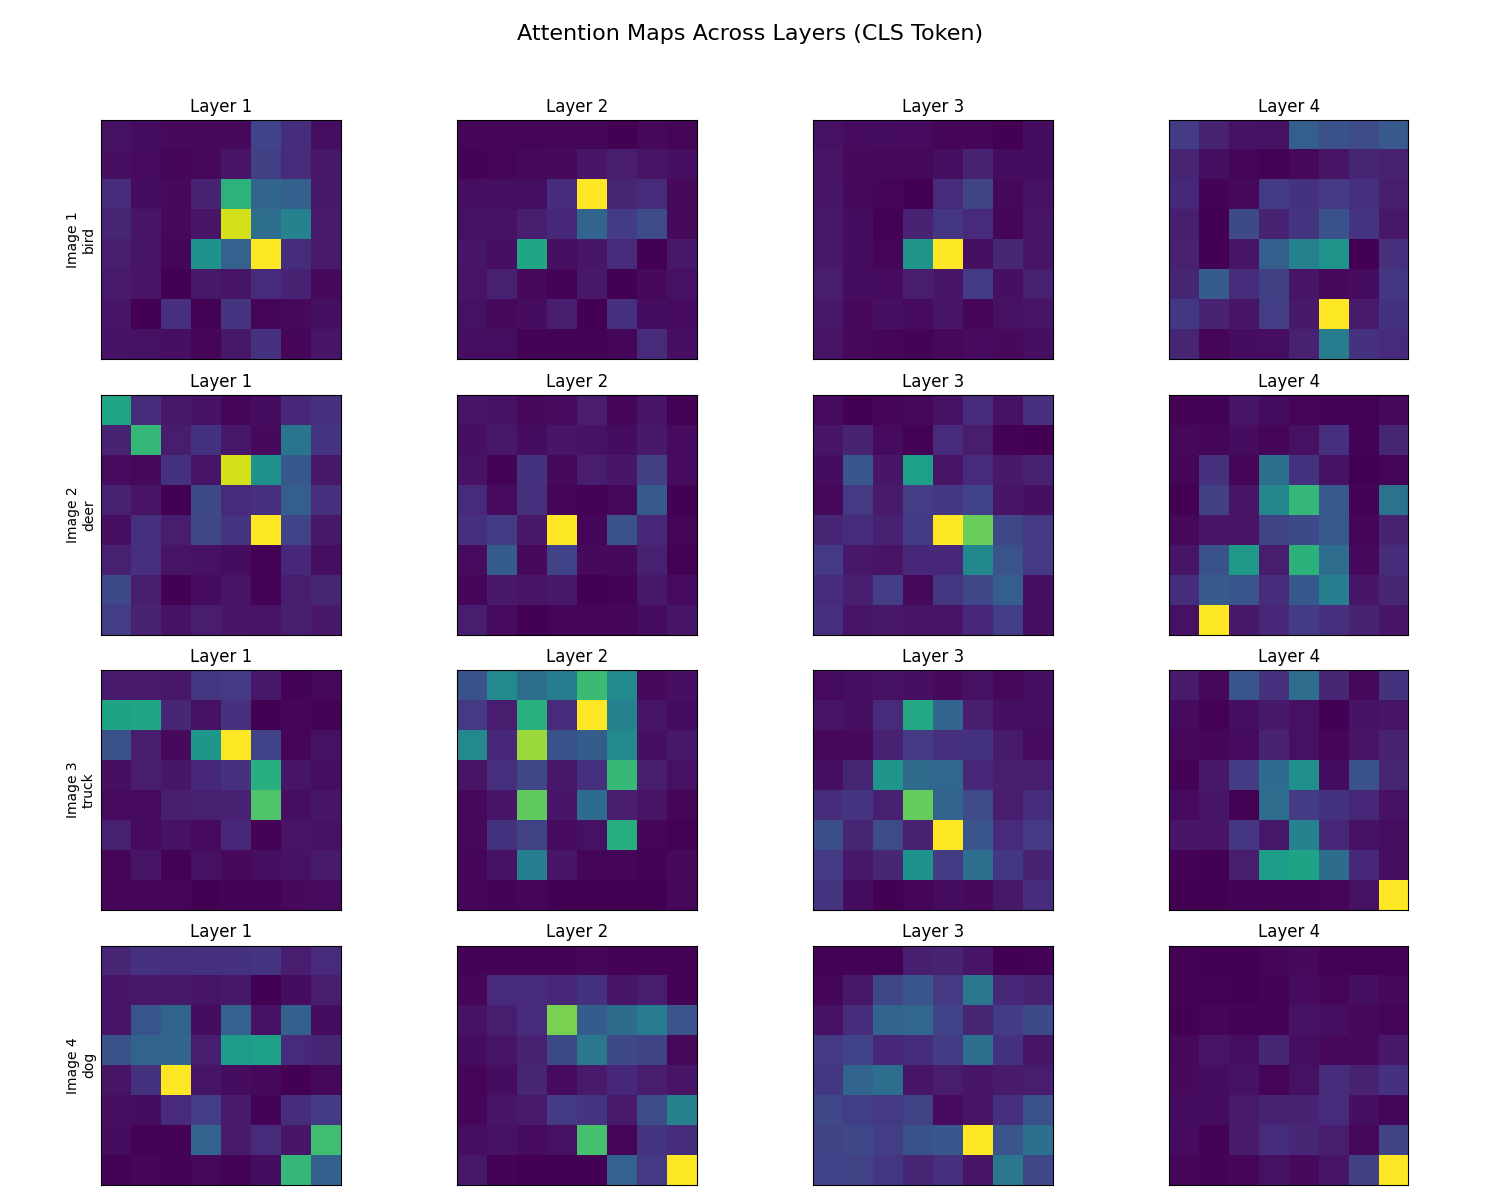 Attention Maps Across Layers (CLS Token)
Layer 1
Layer 2
Layer 3
Layer 4
Image 1
bird
Layer 1
Layer 2
Layer 3
Layer 4
Image 2
deer
Layer 1
Layer 2
Layer 3
Layer 4
Image 3
truck
Layer 1
Layer 2
Layer 3
Layer 4
Image 4
dog